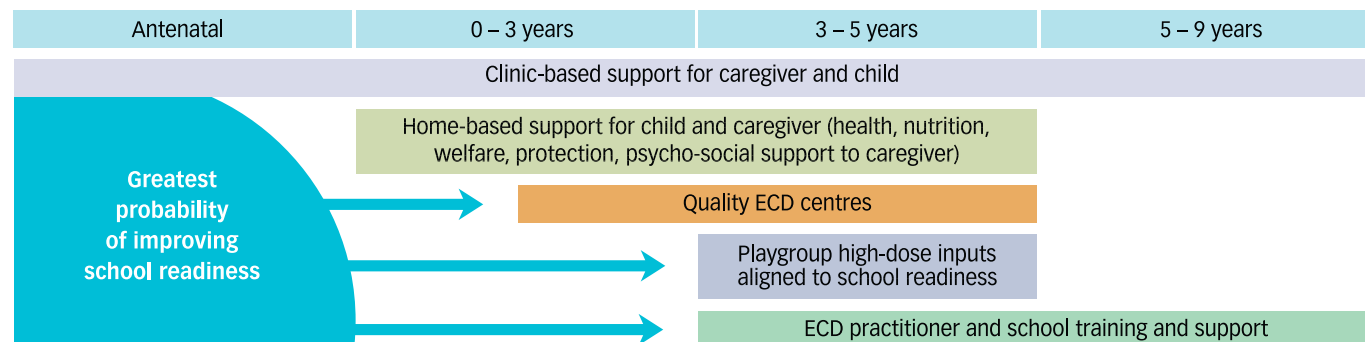 Antenatal
0 – 3 years
3 – 5 years
5 – 9 years
Clinic-based support for caregiver and child
Home-based support for child and caregiver (health, nutrition,
welfare, protection, psycho-social support to caregiver)
Greatest
probability
of improving
school readiness
Quality ECD centres
Playgroup high-dose inputs
aligned to school readiness
ECD practitioner and school training and support